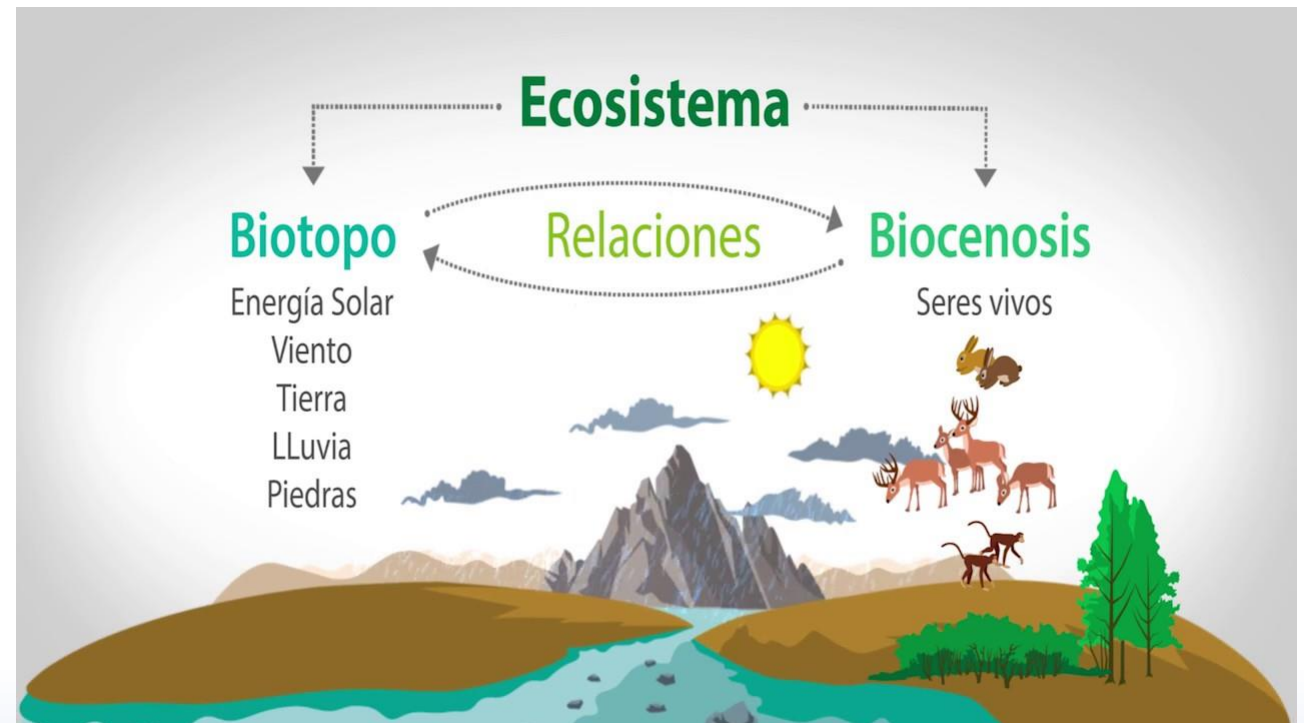 Ecosistema
Biotopo
Relaciones
Biocenosis
Energía Solar
Viento
Tierra
LLuvia
Piedras
Seres vivos